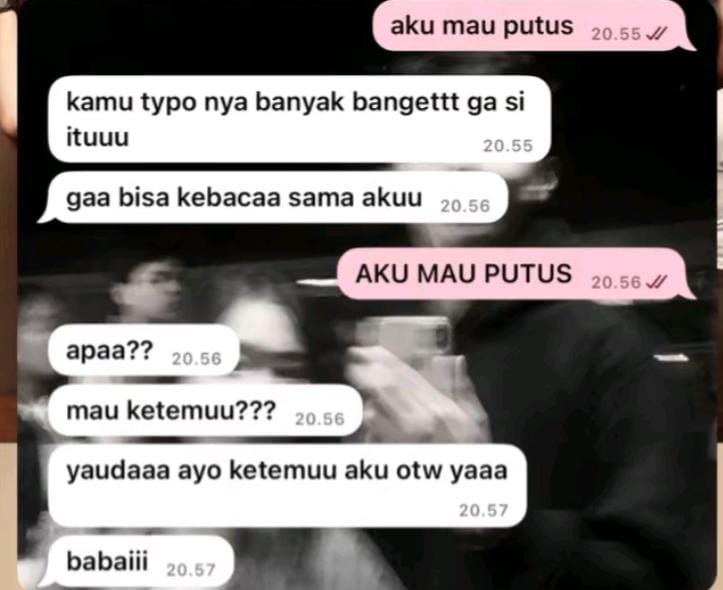 aku mau putus 20.55
kamu typo nya banyak bangettt ga si
ituuu 20.55
gaa bisa kebacaa sama akuu 20.56
AKU MAU PUTUS 20.56
apaa?? 20.56
mau ketemuu??? 20.56
yaudaaa ayo ketemuu aku otw yaaa
20.57
babaiii 20.57